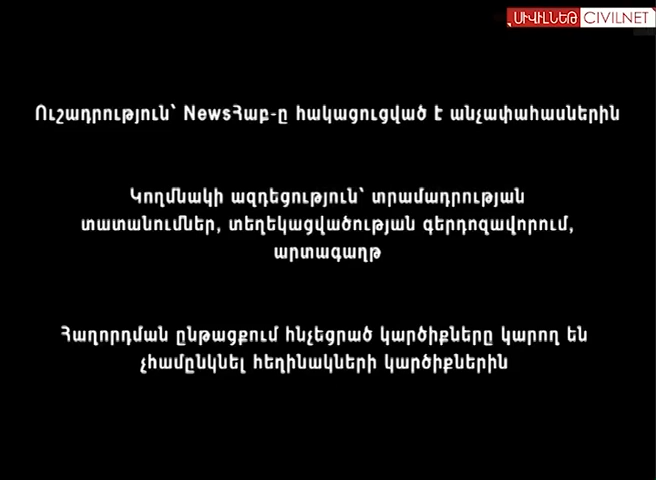 ՍԻՎԻԼՆԵԹ CIVILNET
Ուշադրություն՝ NewsՀաբ-ը հակացուցված է անչափահասներին
Կողմնակի ազդեցություն՝ տրամադրության
տատանումներ, տեղեկացվածության գերդոզավորում,
արտագաղթ
Հաղորդման ընթացքում հնչեցրած կարծիքները կարող են
չհամընկնել հեղինակների կարծիքներին